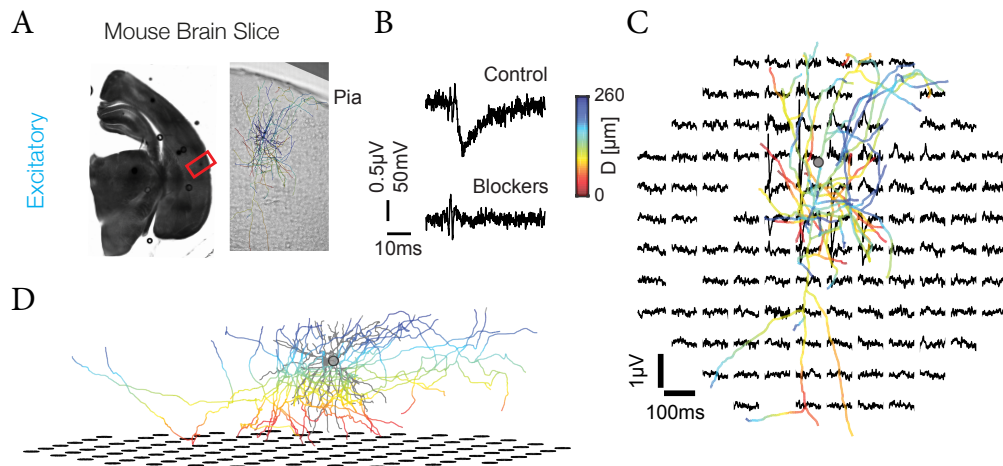 A
Mouse Brain Slice
Excitatory
Pia
B
Control
0.5µV
50mV
10ms
Blockers
260
D [µm]
0
C
1µV
100ms
D